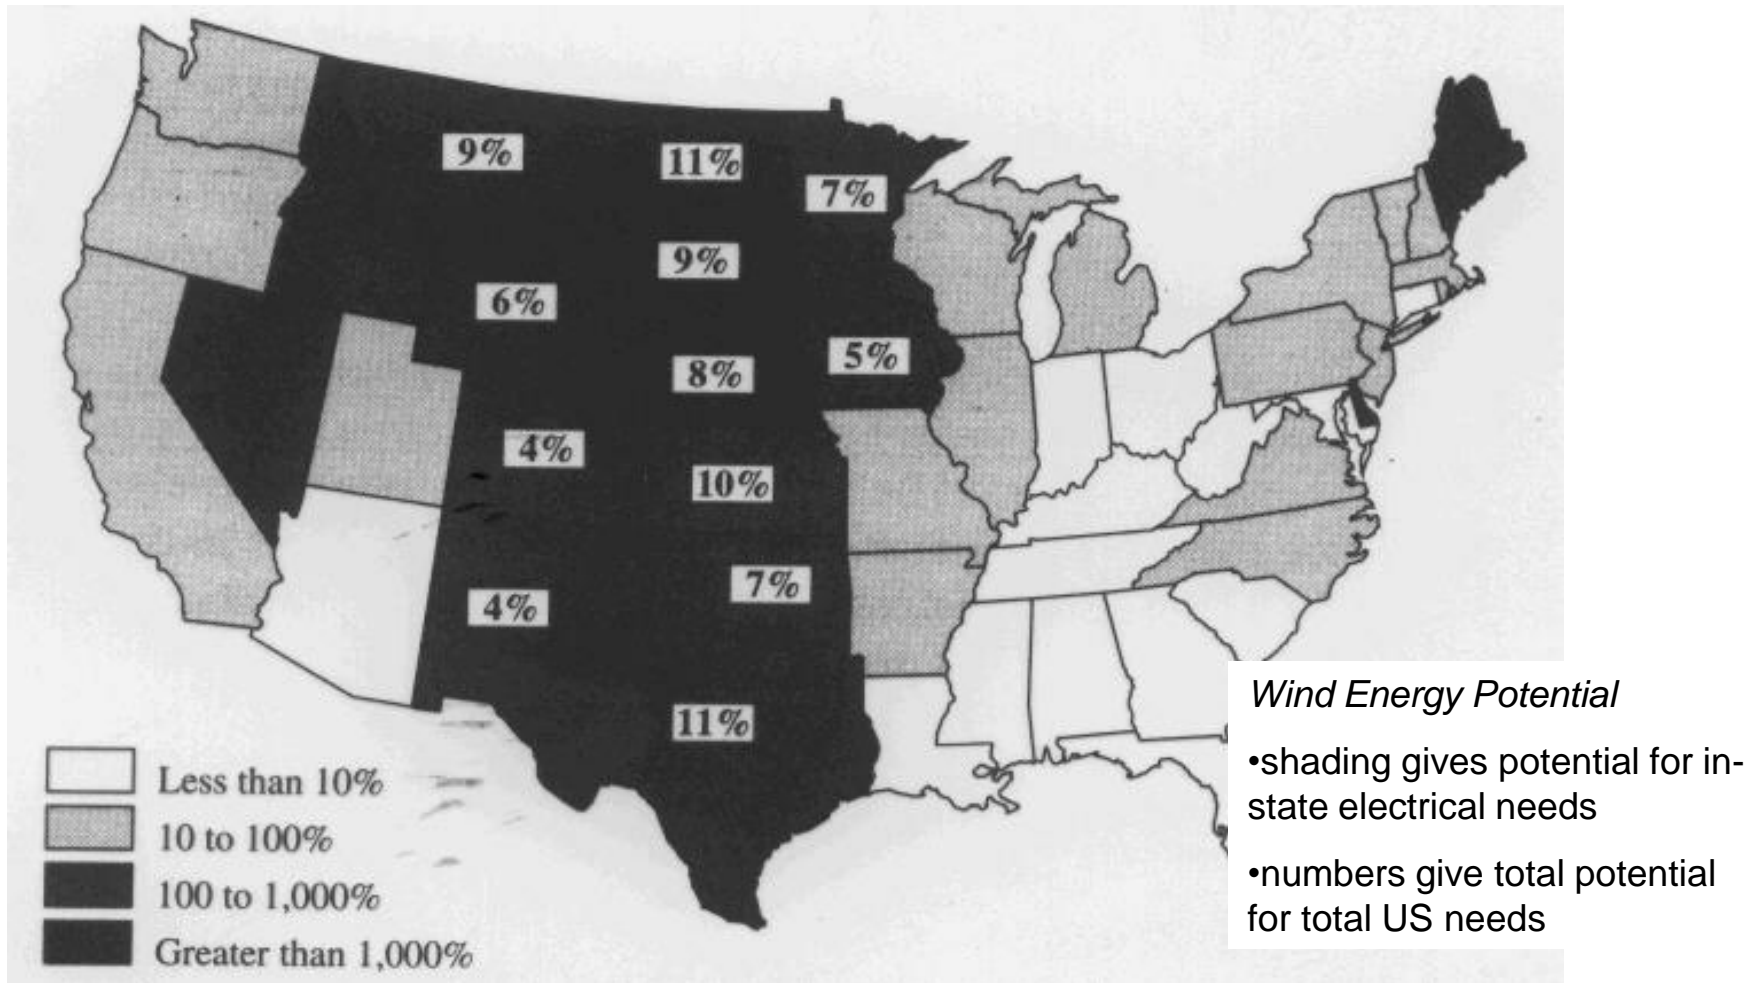 9%
11%
7%
9%
6%
5%
8%
4%
10%
7%
4%
11%
Wind Energy Potential
•shading gives potential for in-
state electrical needs
•numbers give total potential
for total US needs
Less than 10%
10 to 100%
100 to 1,000%
Greater than 1,000%